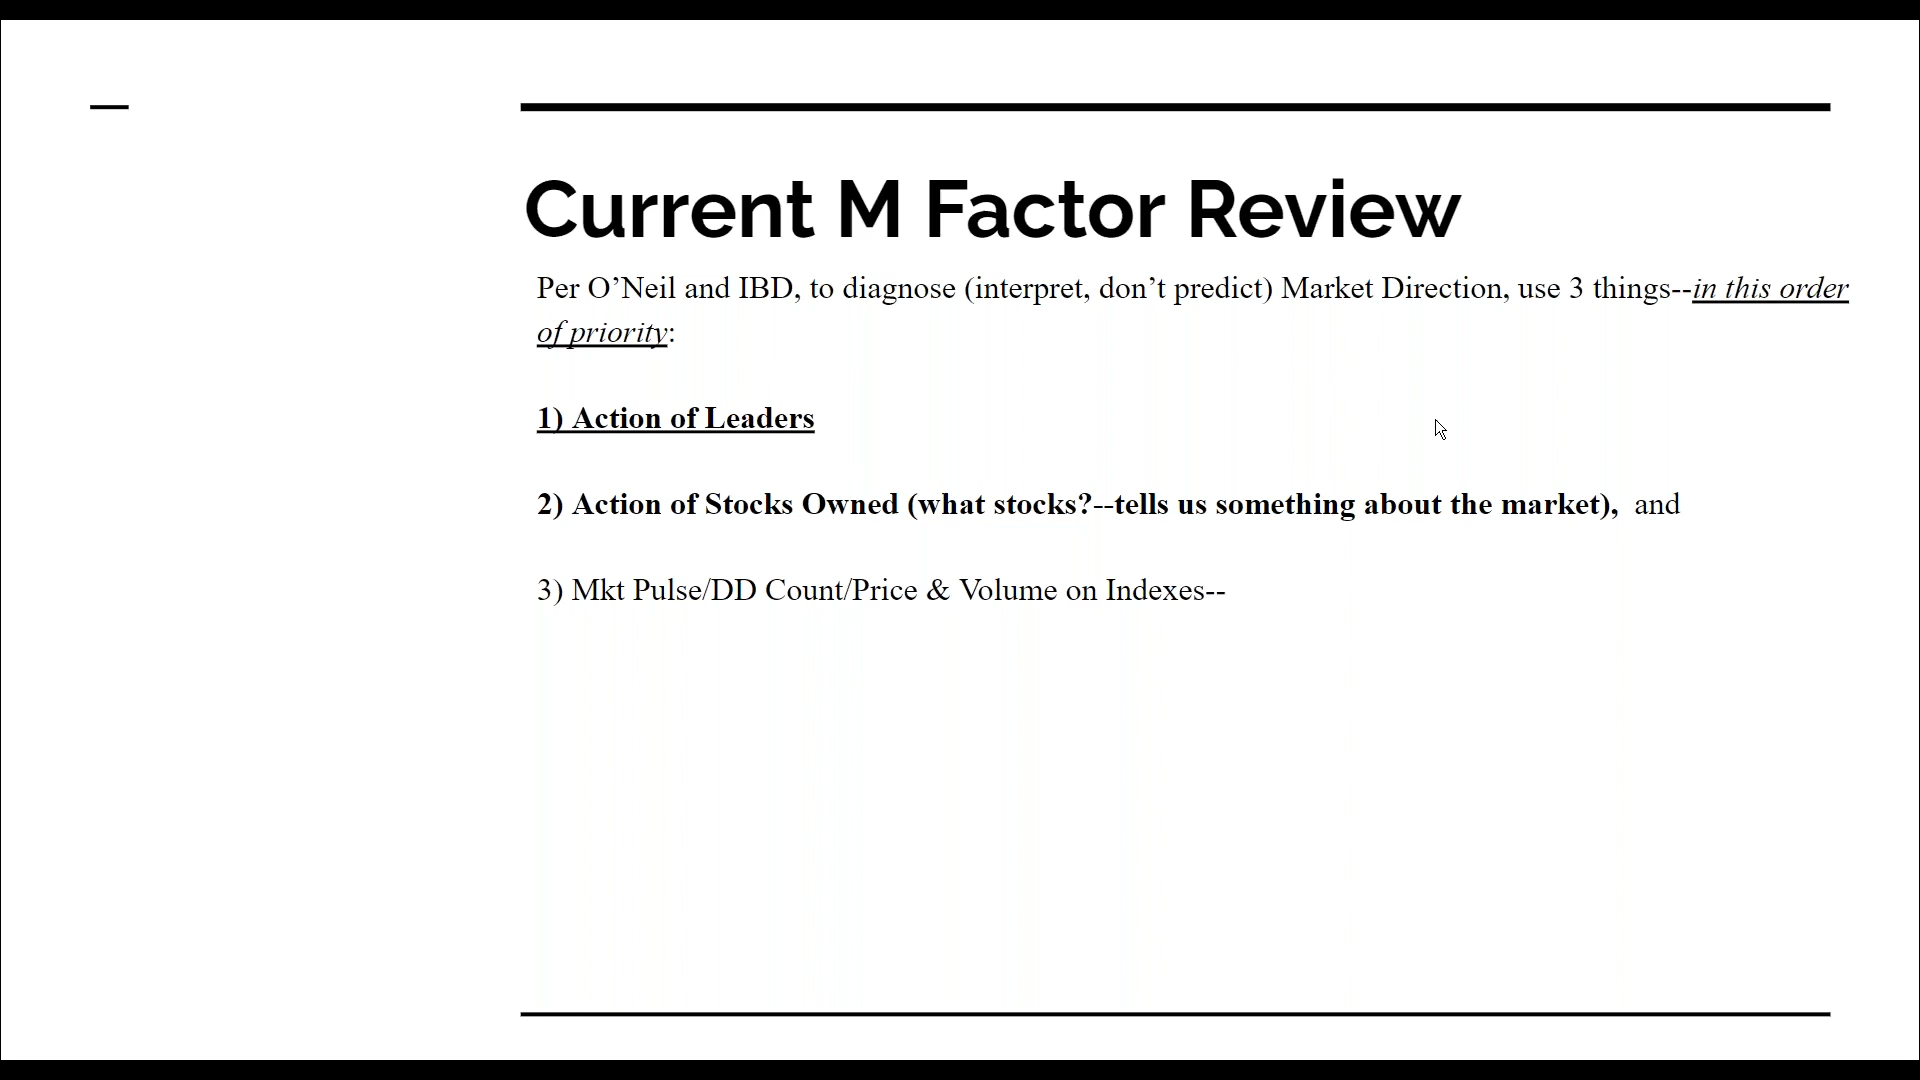 Current M Factor Review
Per O’Neil and IBD, to diagnose (interpret, don’t predict) Market Direction, use 3 things--in this order
of priority:
1) Action of Leaders
2) Action of Stocks Owned (what stocks?--tells us something about the market), and
3) Mkt Pulse/DD Count/Price & Volume on Indexes--